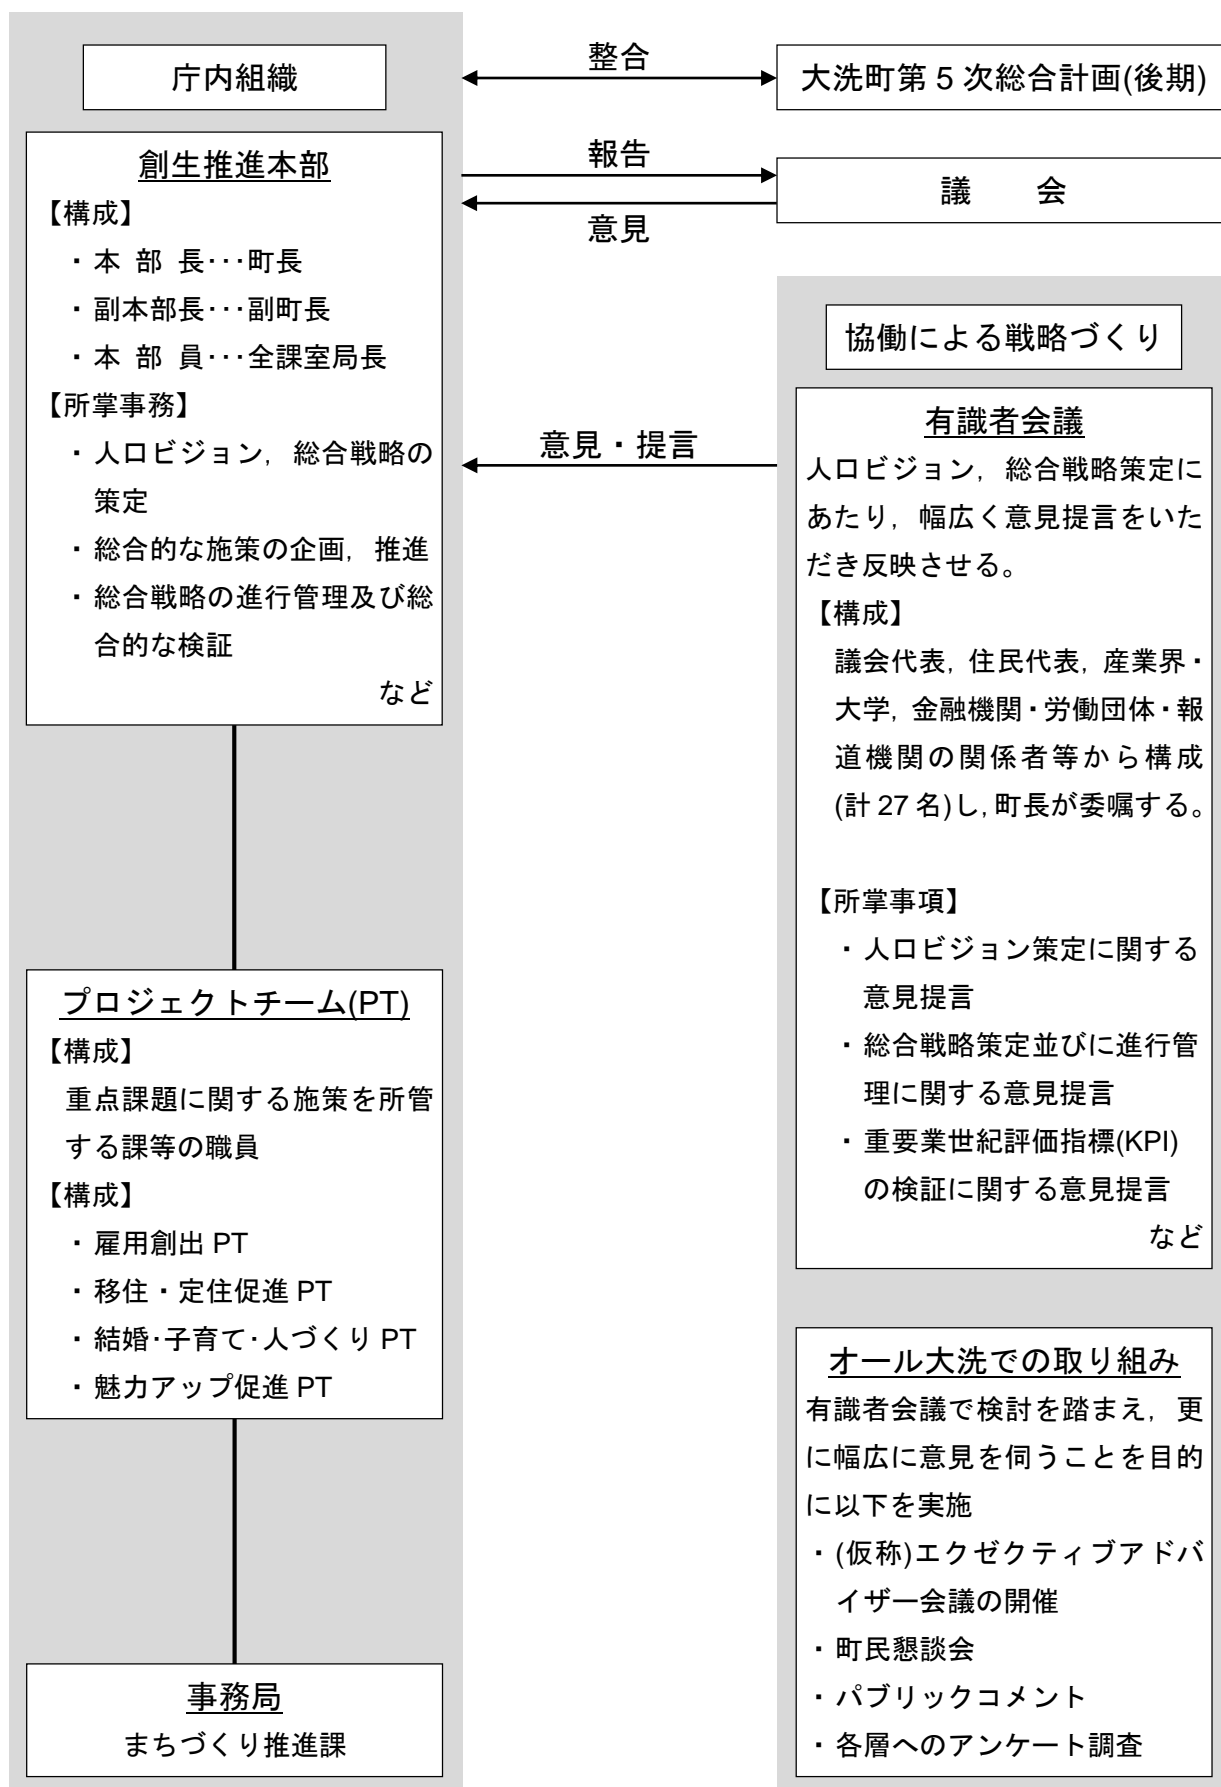 庁内組織
創生推進本部
【構成】
・本 部 長･･･町長
・副本部長･･･副町長
・本 部 員･･･全課室局長
【所掌事務】
・人口ビジョン，総合戦略の
策定
・総合的な施策の企画，推進
・総合戦略の進行管理及び総
合的な検証
など
プロジェクトチーム(PT)
【構成】
重点課題に関する施策を所管
する課等の職員
【構成】
・雇用創出 PT
・移住・定住促進 PT
・結婚･子育て･人づくり PT
・魅力アップ促進 PT
事務局
まちづくり推進課
整合
報告
意見
意見・提言
大洗町第 5 次総合計画(後期)
議　　会
協働による戦略づくり
有識者会議
人口ビジョン，総合戦略策定に
あたり，幅広く意見提言をいた
だき反映させる。
【構成】
議会代表，住民代表，産業界・
大学，金融機関・労働団体・報
道機関の関係者等から構成
(計 27 名)し，町長が委嘱する。
【所掌事項】
・人口ビジョン策定に関する
意見提言
・総合戦略策定並びに進行管
理に関する意見提言
・重要業世紀評価指標(KPI)
の検証に関する意見提言
など
オール大洗での取り組み
有識者会議で検討を踏まえ，更
に幅広に意見を伺うことを目的
に以下を実施
・(仮称)エクゼクティブアドバ
イザー会議の開催
・町民懇談会
・パブリックコメント
・各層へのアンケート調査